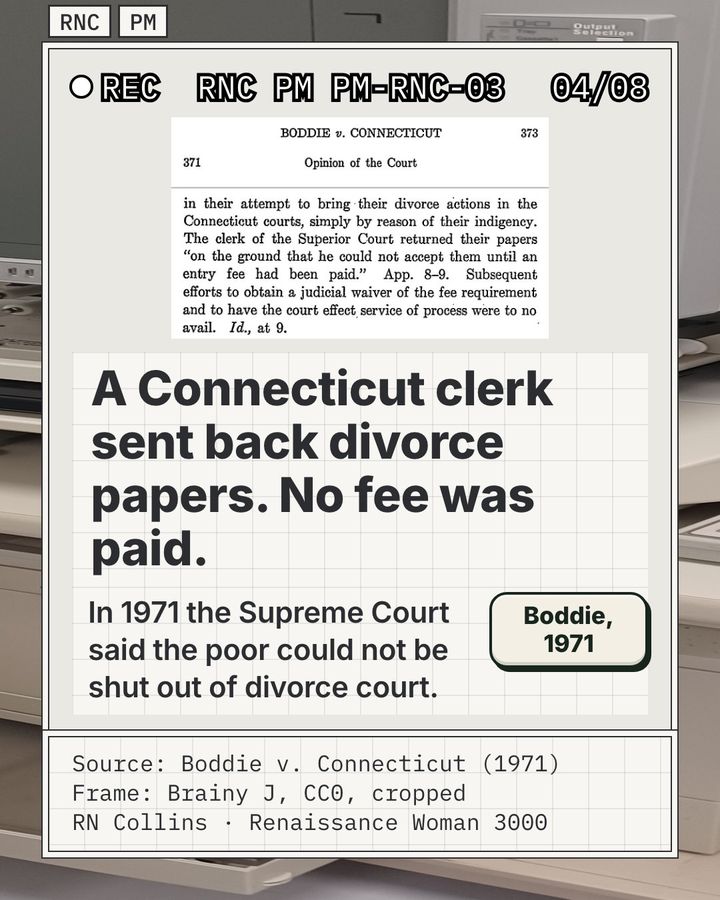 Output
Selection
RNC PM
REC RNC PM PM-RNC-03 04/08
BODDIE v. CONNECTICUT 373
371 Opinion of the Court
in their attempt to bring their divorce actions in the
Connecticut courts, simply by reason of their indigency.
The clerk of the Superior Court returned their papers
“on the ground that he could not accept them until an
entry fee had been paid.” App. 8–9. Subsequent
efforts to obtain a judicial waiver of the fee requirement
and to have the court effect service of process were to no
avail. Id., at 9.
A Connecticut clerk
sent back divorce
papers. No fee was
paid.
In 1971 the Supreme Court
said the poor could not be
shut out of divorce court.
Boddie,
1971
Source: Boddie v. Connecticut (1971)
Frame: Brainy J, CC0, cropped
RN Collins · Renaissance Woman 3000